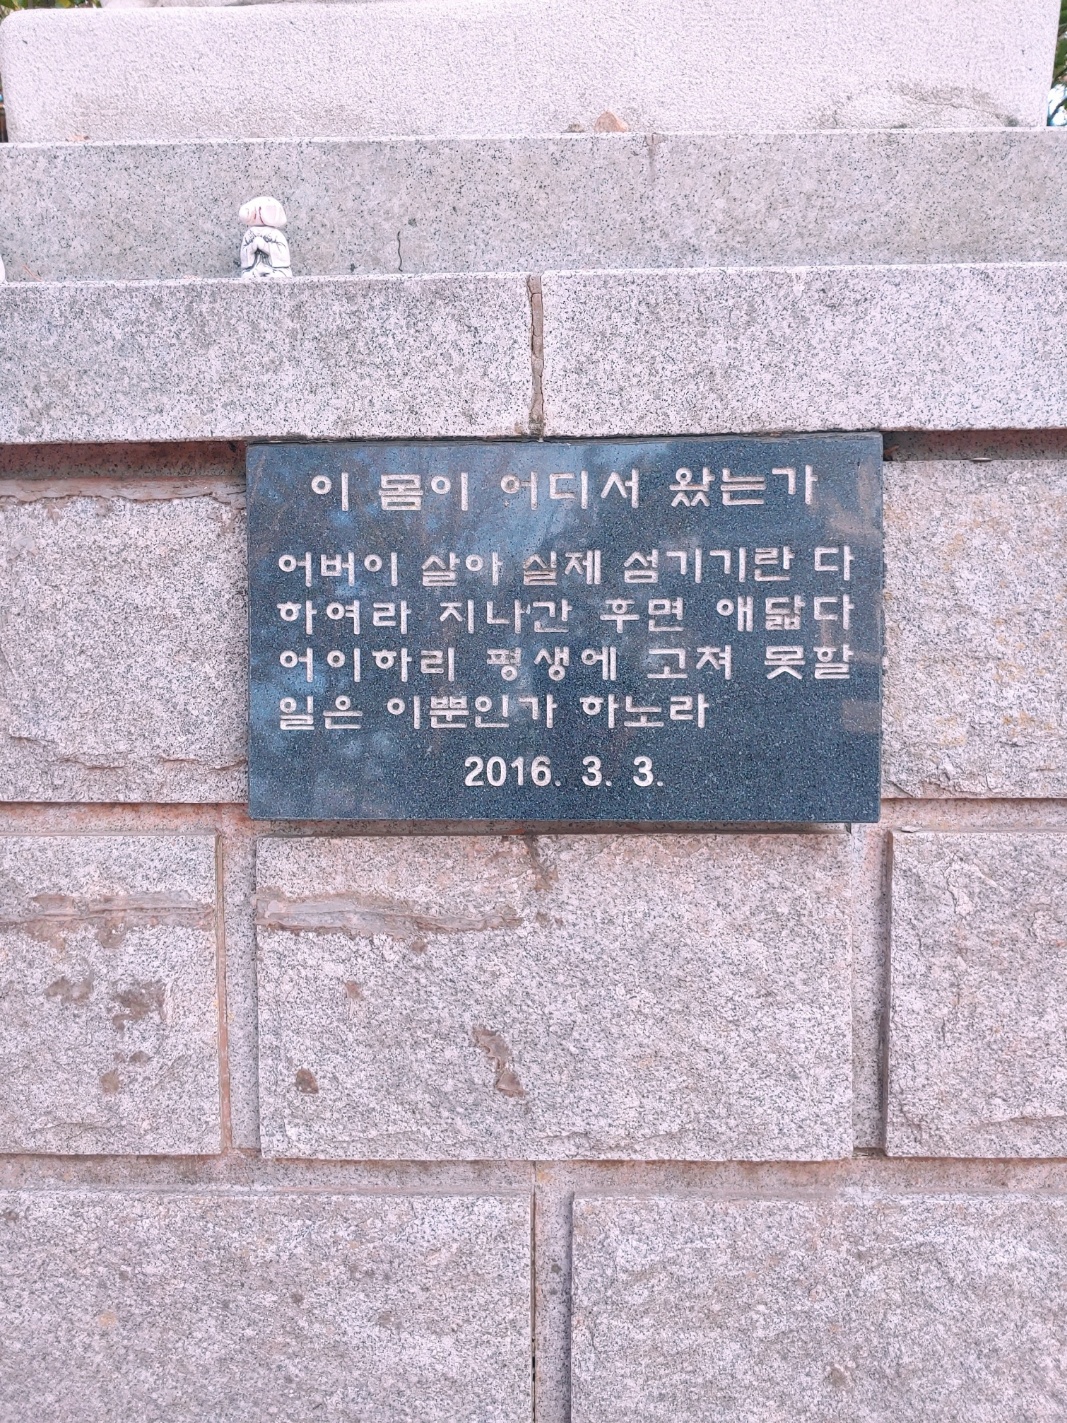 이 몸이 어디서 왔는가
어버이 살아 실제 섬기기란 다
하여라 지나간 후면 애닮다
어이하리 평생에 고쳐 못할
일은 이뿐인가 하노라
2016. 3. 3.